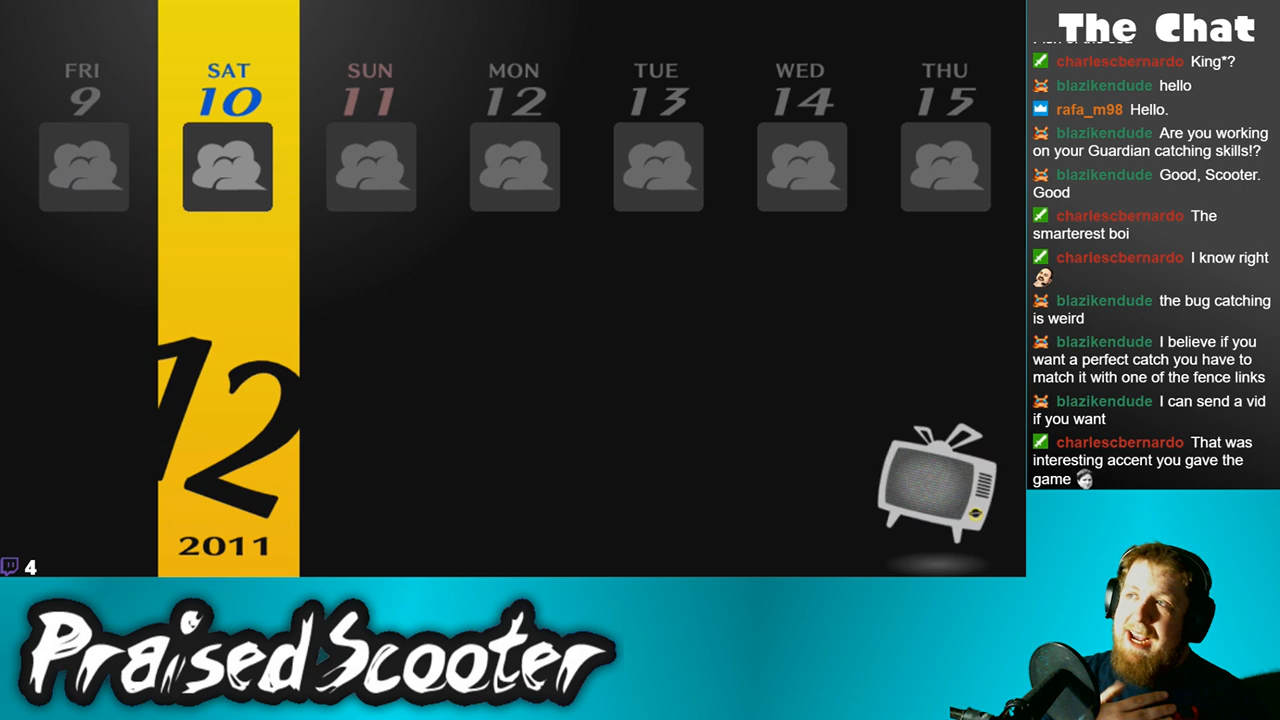 FRI
9
SAT
10
SUN
11
MON
12
TUE
13
WED
14
THU
15
12
2011
4
PraisedScooter
The Chat
charlescbernardo King*?
blazikendude hello
rafa_m98 Hello.
blazikendude Are you working
on your Guardian catching skills!?
blazikendude Good, Scooter.
Good
charlescbernardo The
smarterest boi
charlescbernardo I know right
blazikendude the bug catching
is weird
blazikendude I believe if you
want a perfect catch you have to
match it with one of the fence links
blazikendude I can send a vid
if you want
charlescbernardo That was
interesting accent you gave the
game